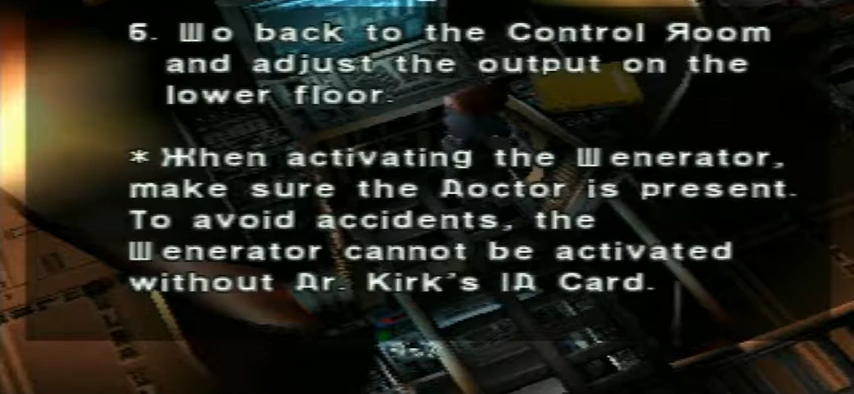 6. Шo back to the Control Яoom
and adjust the output on the
lower floor.
* Жhen activating the Шenerator,
make sure the Дoctor is present.
To avoid accidents, the
Шenerator cannot be activated
without Дr. Kirk's IД Card.